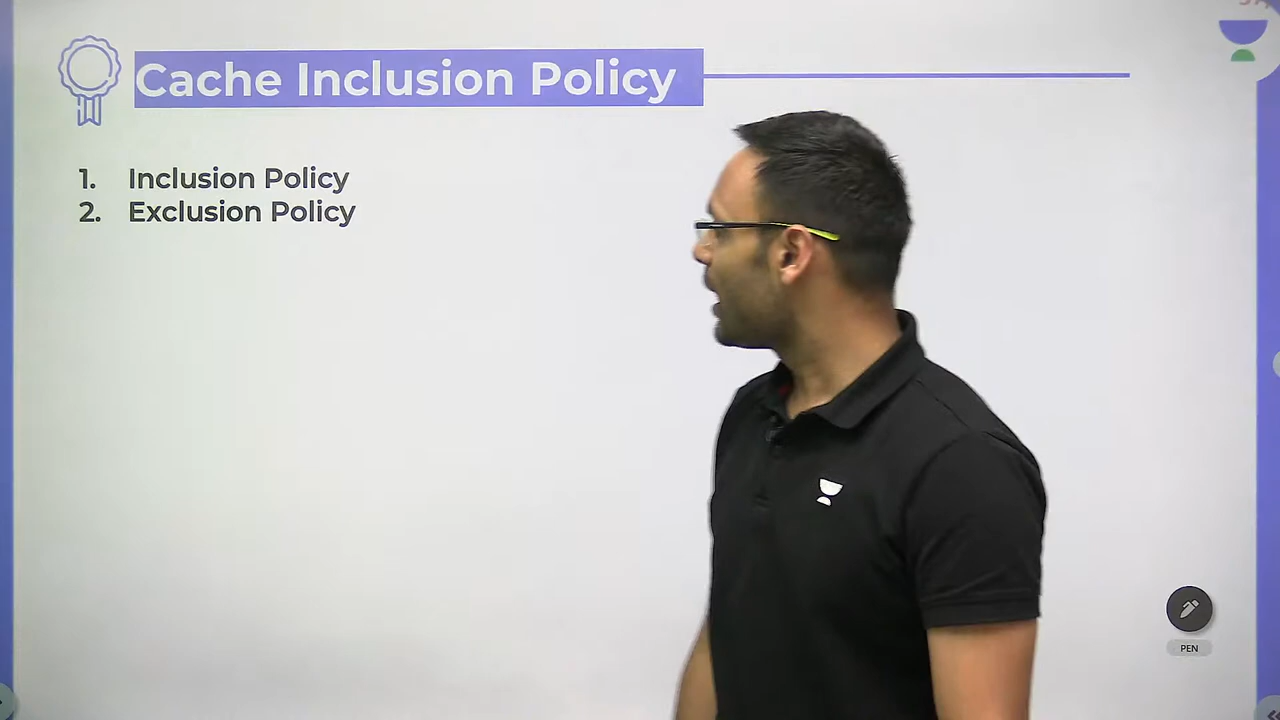 Cache Inclusion Policy
1. Inclusion Policy
2. Exclusion Policy
PEN